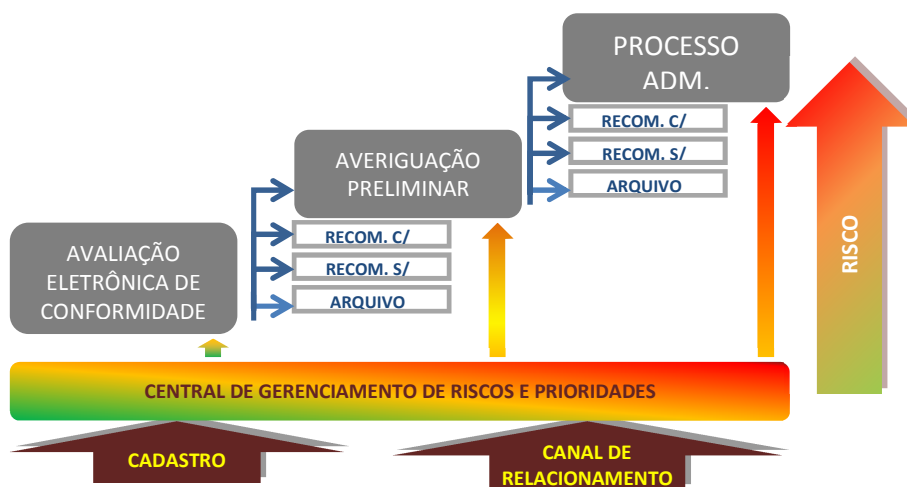 PROCESSO
ADM.
RECOM. C/
RECOM. S/
ARQUIVO
AVERIGUAÇÃO
PRELIMINAR
RECOM. C/
RECOM. S/
ARQUIVO
AVALIAÇÃO
ELETRÔNICA DE
CONFORMIDADE
RISCO
CENTRAL DE GERENCIAMENTO DE RISCOS E PRIORIDADES
CADASTRO
CANAL DE
RELACIONAMENTO